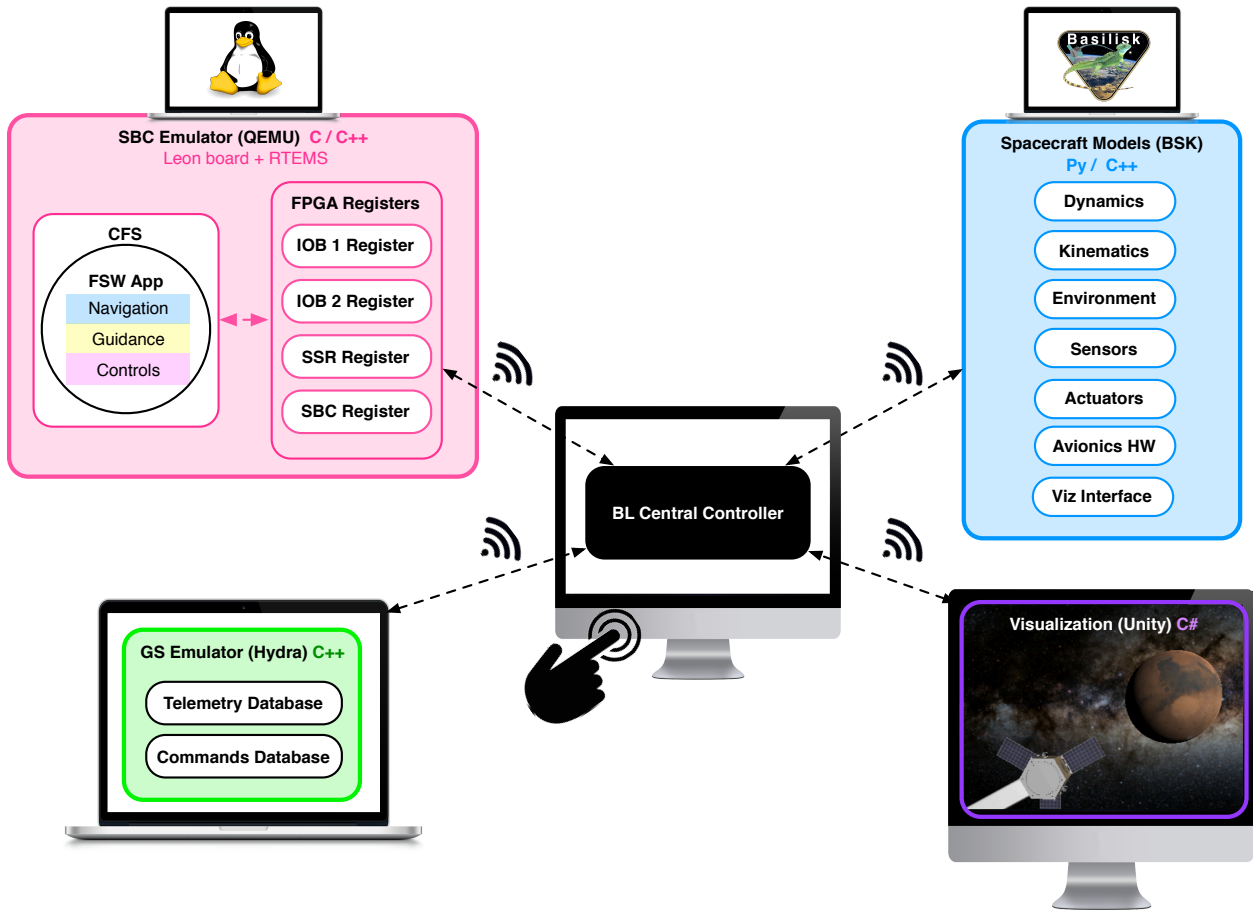 SBC Emulator (QEMU) C / C++
Leon board + RTEMS
CFS
FSW App
Navigation
Guidance
Controls
FPGA Registers
IOB 1 Register
IOB 2 Register
SSR Register
SBC Register
Basilisk
Spacecraft Models (BSK)
Py / C++
Dynamics
Kinematics
Environment
Sensors
Actuators
Avionics HW
Viz Interface
BL Central Controller
GS Emulator (Hydra) C++
Telemetry Database
Commands Database
Visualization (Unity) C#